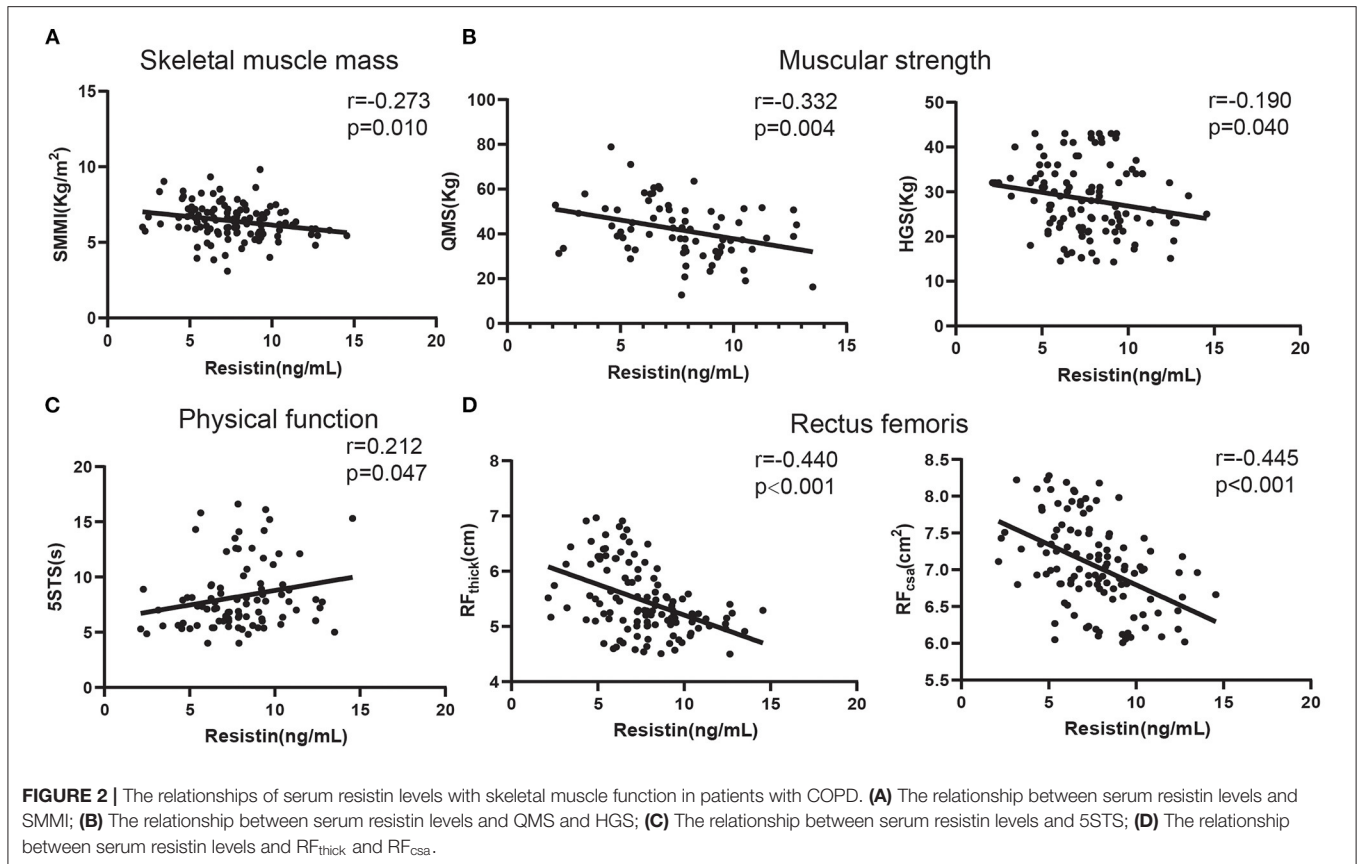 A
Skeletal muscle mass
r=-0.273
p=0.010
15
10
5
0
SMMI(Kg/m²)
0 5 10 15 20
Resistin(ng/mL)
B
Muscular strength
r=-0.332
p=0.004
100
80
60
40
20
0
QMS(Kg)
0 5 10 15
Resistin(ng/mL)
r=-0.190
p=0.040
50
40
30
20
10
0
HGS(Kg)
0 5 10 15 20
Resistin(ng/mL)
C
Physical function
r=0.212
p=0.047
20
15
10
5
0
5STS(s)
0 5 10 15 20
Resistin(ng/mL)
D
Rectus femoris
r=-0.440
p<0.001
8
6
4
RFthick(cm)
0 5 10 15 20
Resistin(ng/mL)
r=-0.445
p<0.001
8.5
8.0
7.5
7.0
6.5
6.0
5.5
RFcsa(cm²)
0 5 10 15 20
Resistin(ng/mL)
FIGURE 2 | The relationships of serum resistin levels with skeletal muscle function in patients with COPD. (A) The relationship between serum resistin levels and
SMMI; (B) The relationship between serum resistin levels and QMS and HGS; (C) The relationship between serum resistin levels and 5STS; (D) The relationship
between serum resistin levels and RFthick and RFcsa.